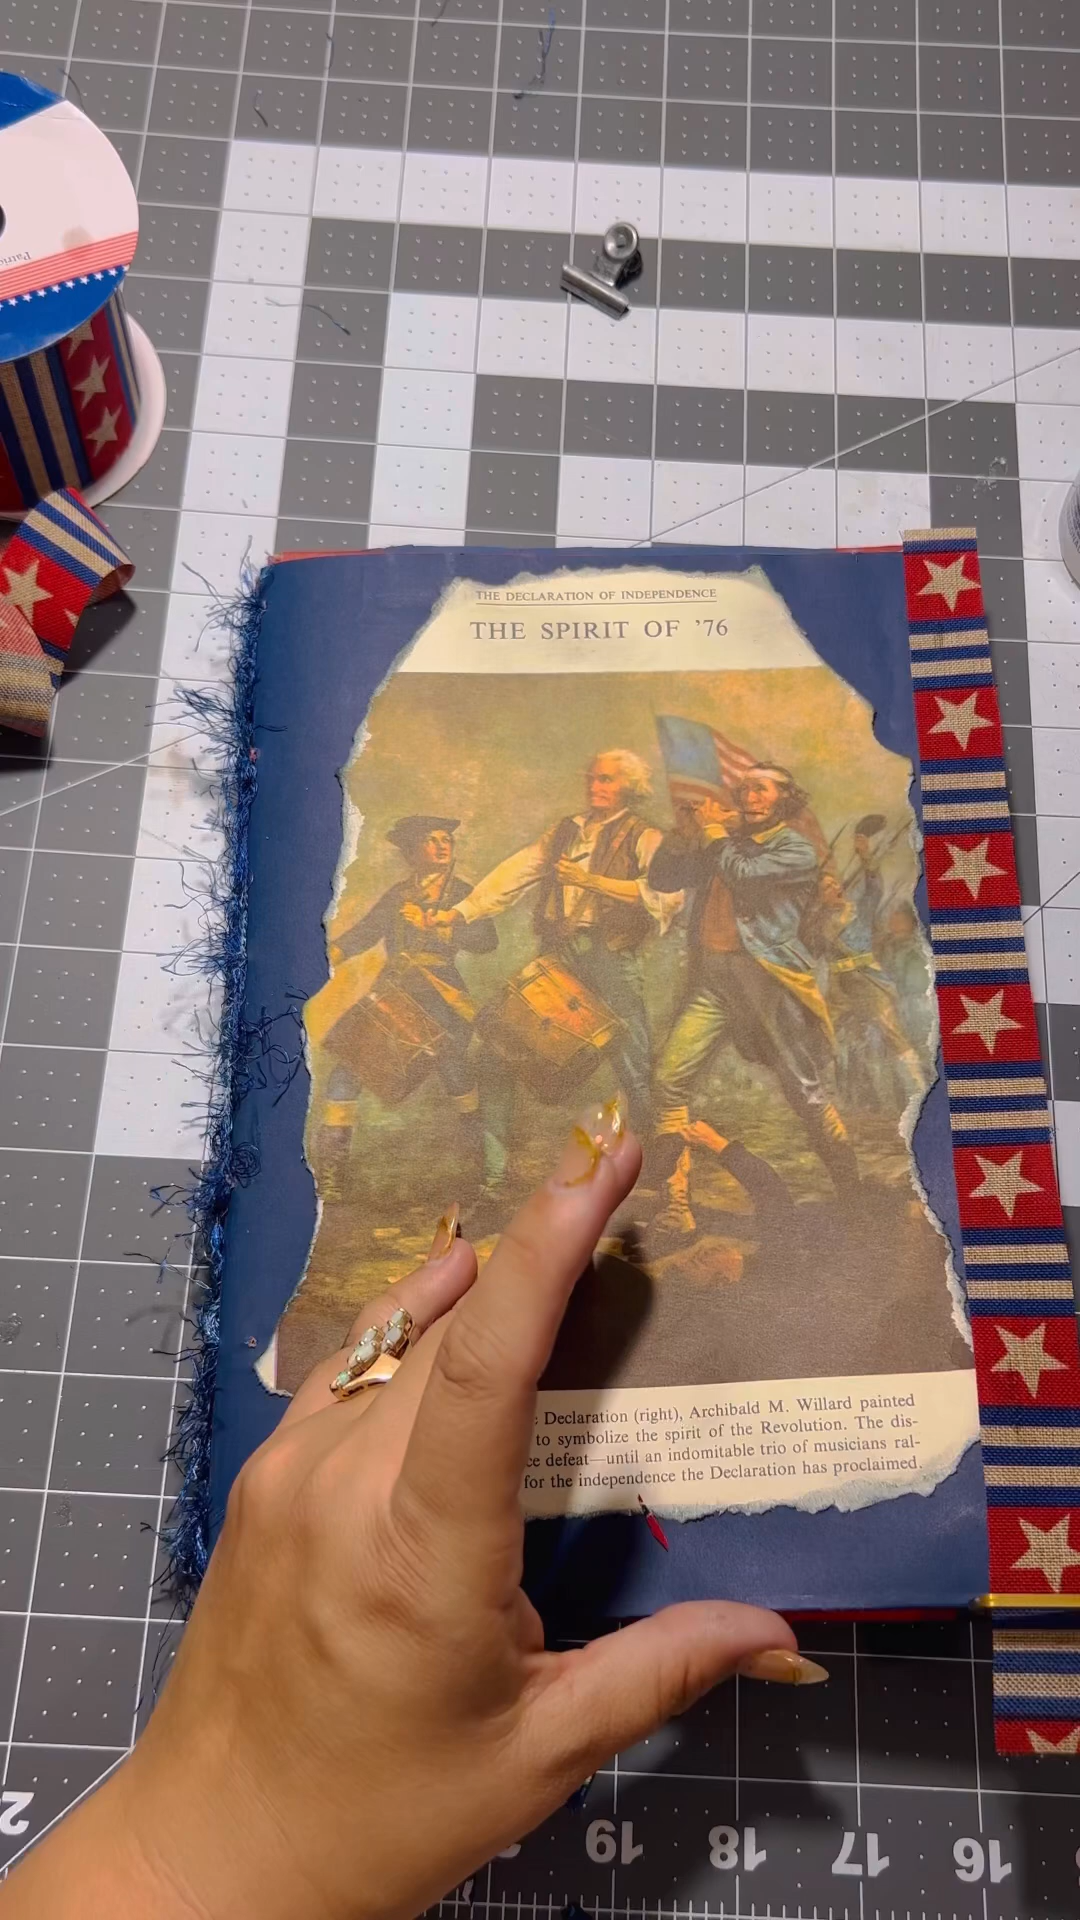 Patrio
THE DECLARATION OF INDEPENDENCE
THE SPIRIT OF ’76
: Declaration (right), Archibald M. Willard painted
to symbolize the spirit of the Revolution. The dis-
ce defeat—until an indomitable trio of musicians ral-
for the independence the Declaration has proclaimed.
19 18 17 16